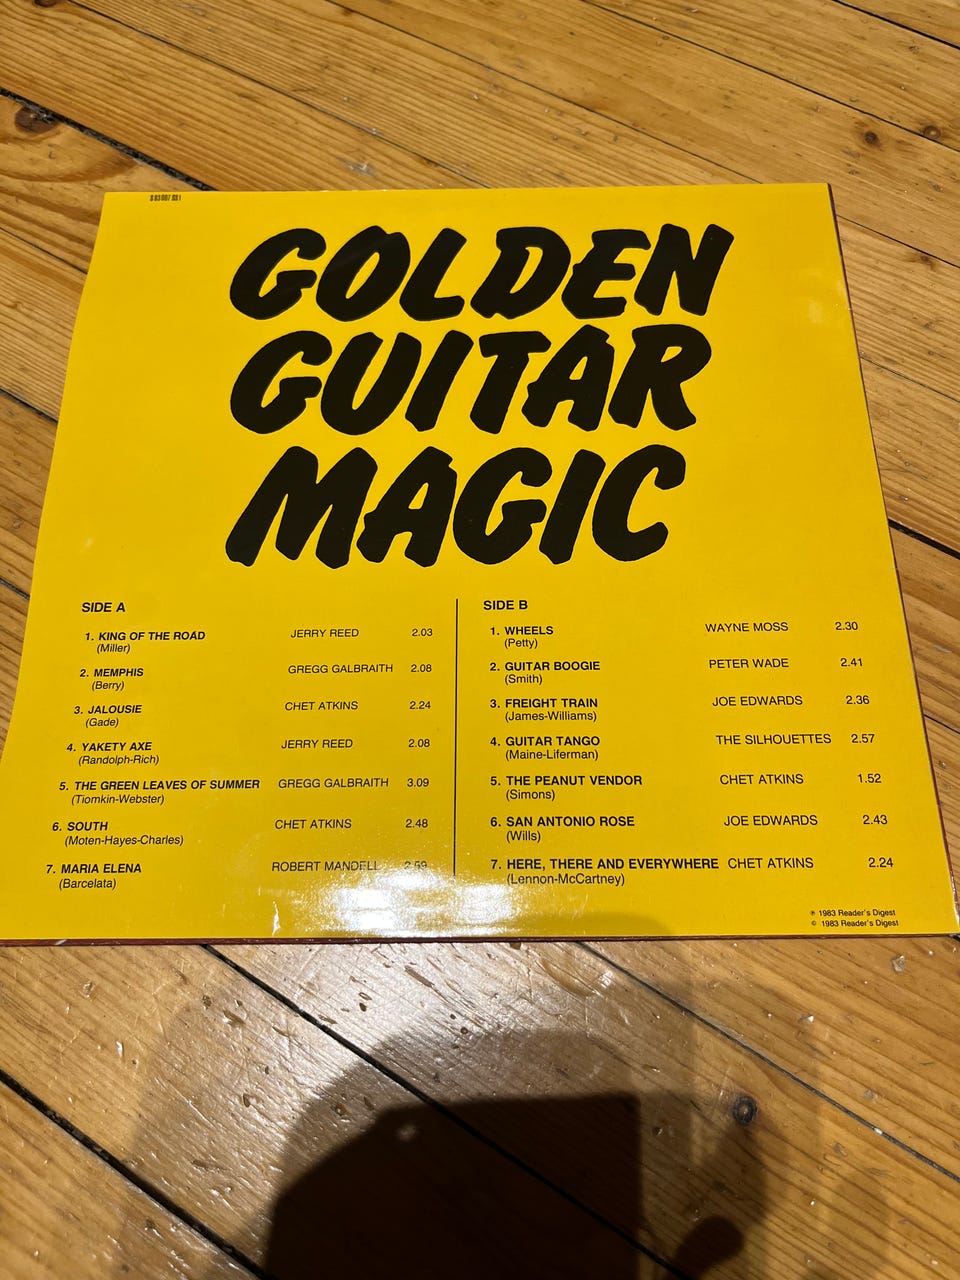 GOLDEN
GUITAR
MAGIC
SIDE A
1. KING OF THE ROAD JERRY REED 2.03
(Miller)
2. MEMPHIS GREGG GALBRAITH 2.08
(Berry)
3. JALOUSIE CHET ATKINS 2.24
(Gade)
4. YAKETY AXE JERRY REED 2.08
(Randolph-Rich)
5. THE GREEN LEAVES OF SUMMER GREGG GALBRAITH 3.09
(Tiomkin-Webster)
6. SOUTH CHET ATKINS 2.48
(Moten-Hayes-Charles)
7. MARIA ELENA ROBERT MANDELL 2.59
(Barcelata)
SIDE B
1. WHEELS WAYNE MOSS 2.30
(Petty)
2. GUITAR BOOGIE PETER WADE 2.41
(Smith)
3. FREIGHT TRAIN JOE EDWARDS 2.36
(James-Williams)
4. GUITAR TANGO THE SILHOUETTES 2.57
(Maine-Liferman)
5. THE PEANUT VENDOR CHET ATKINS 1.52
(Simons)
6. SAN ANTONIO ROSE JOE EDWARDS 2.43
(Wills)
7. HERE, THERE AND EVERYWHERE CHET ATKINS 2.24
(Lennon-McCartney)
℗ 1983 Reader's Digest
© 1983 Reader's Digest